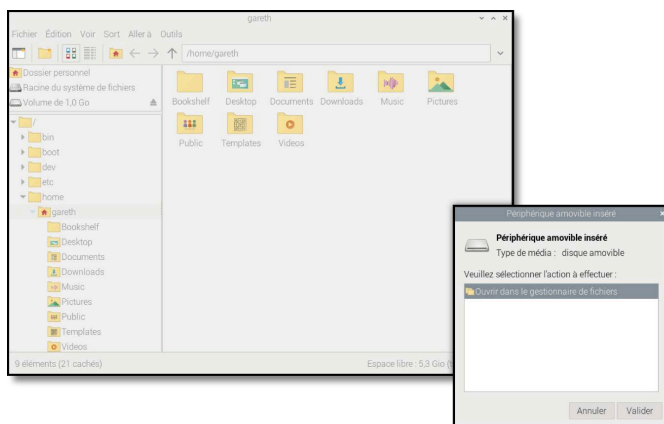 gareth
Fichier Édition Voir Sort Aller à Outils
/home/gareth
Dossier personnel
Racine du système de fichiers
Volume de 1,0 Go
/
bin
boot
dev
etc
home
gareth
Bookshelf
Desktop
Documents
Downloads
Music
Pictures
Public
Templates
Videos
Bookshelf Desktop Documents Downloads Music Pictures
Public Templates Videos
9 éléments (21 cachés)
Espace libre : 5,3 Gio
Périphérique amovible inséré
Périphérique amovible inséré
Type de média : disque amovible
Veuillez sélectionner l'action à effectuer :
Ouvrir dans le gestionnaire de fichiers
Annuler Valider